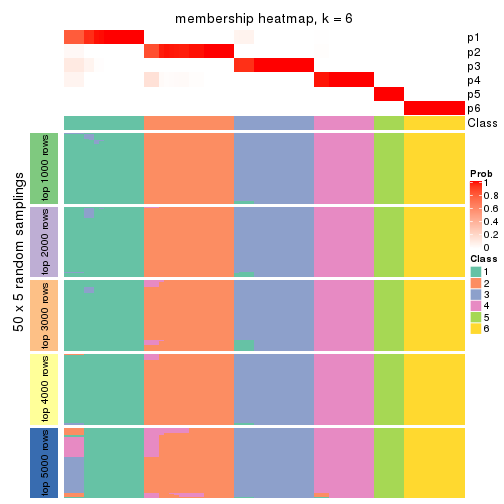 membership heatmap, k = 6
p1
p2
p3
p4
p5
p6
Class
50 x 5 random samplings
top 1000 rows
top 2000 rows
top 3000 rows
top 4000 rows
top 5000 rows
Prob
1
0.8
0.6
0.4
0.2
0
Class
1
2
3
4
5
6